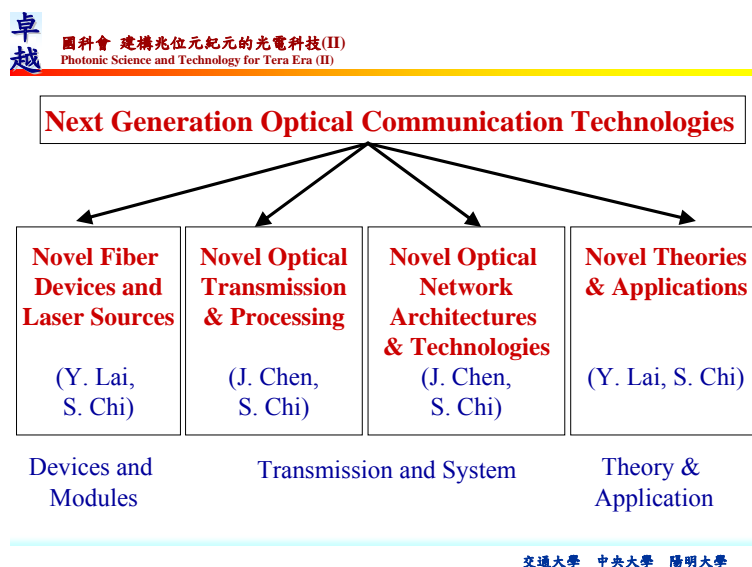 卓越
國科會 建構兆位元紀元的光電科技(II)
Photonic Science and Technology for Tera Era (II)
Next Generation Optical Communication Technologies
Novel Fiber
Devices and
Laser Sources
(Y. Lai,
S. Chi)
Novel Optical
Transmission
& Processing
(J. Chen,
S. Chi)
Novel Optical
Network
Architectures
& Technologies
(J. Chen,
S. Chi)
Novel Theories
& Applications
(Y. Lai, S. Chi)
Devices and
Modules
Transmission and System
Theory &
Application
交通大學 中央大學 陽明大學